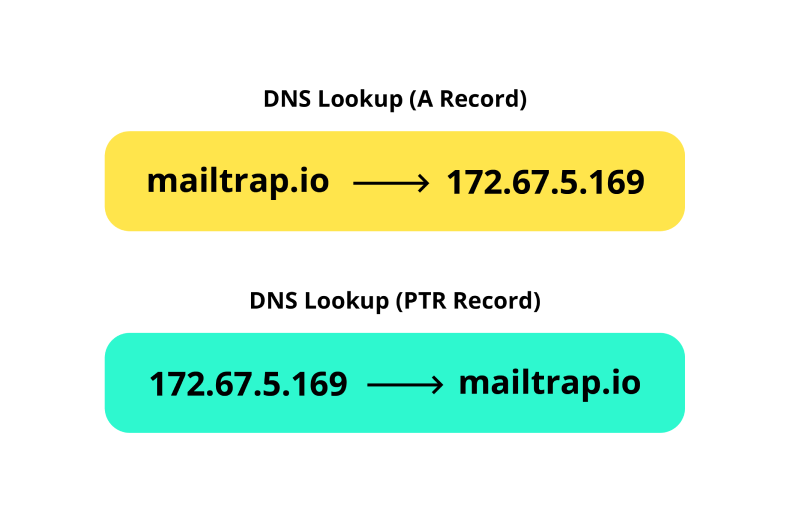 DNS Lookup (A Record)
mailtrap.io → 172.67.5.169
DNS Lookup (PTR Record)
172.67.5.169 → mailtrap.io